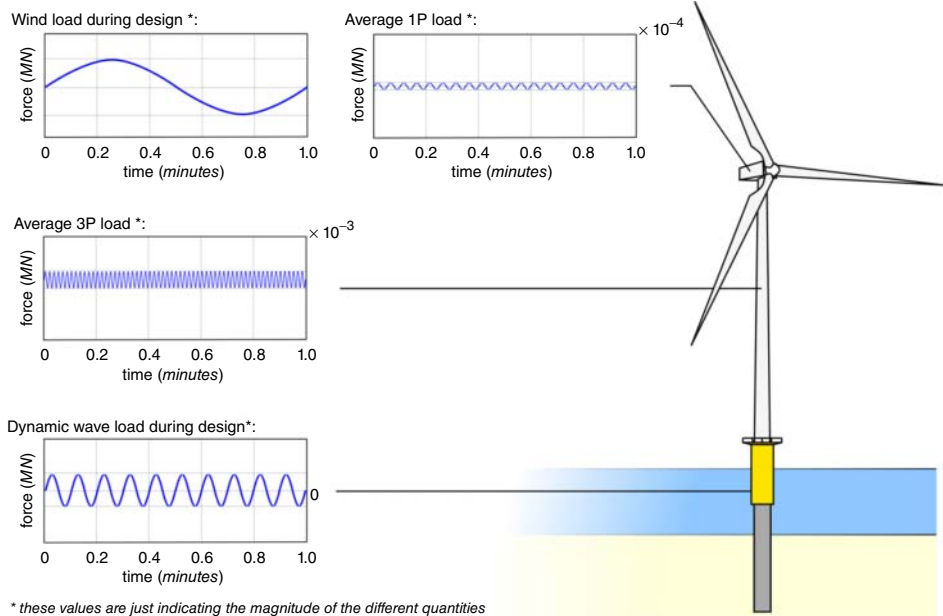 Wind load during design *:
force (MN)
0 0.2 0.4 0.6 0.8 1.0
time (minutes)
Average 1P load *:
× 10⁻⁴
force (MN)
0 0.2 0.4 0.6 0.8 1.0
time (minutes)
Average 3P load *:
× 10⁻³
force (MN)
0 0.2 0.4 0.6 0.8 1.0
time (minutes)
Dynamic wave load during design*:
force (MN)
0
0 0.2 0.4 0.6 0.8 1.0
time (minutes)
* these values are just indicating the magnitude of the different quantities